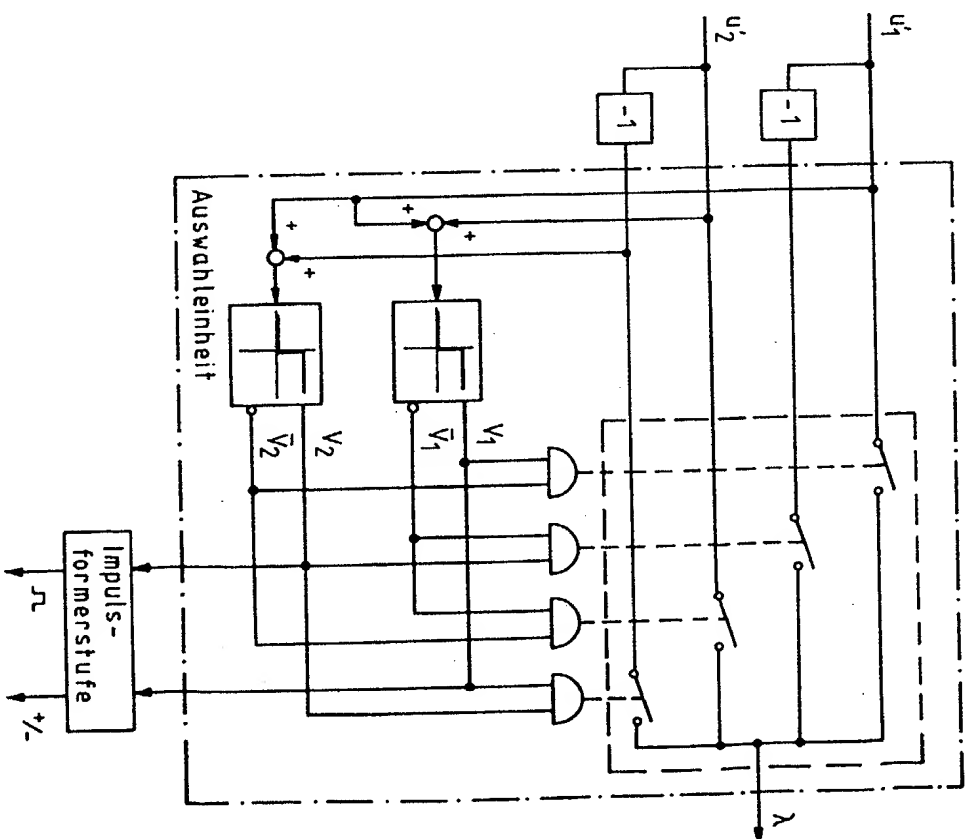 u'₁
-1
u'₂
λ
-1
+
+
V₁
V̄₁
+
+
V₂
V̄₂
Auswahleinheit
Impuls-
formerstufe
+/-